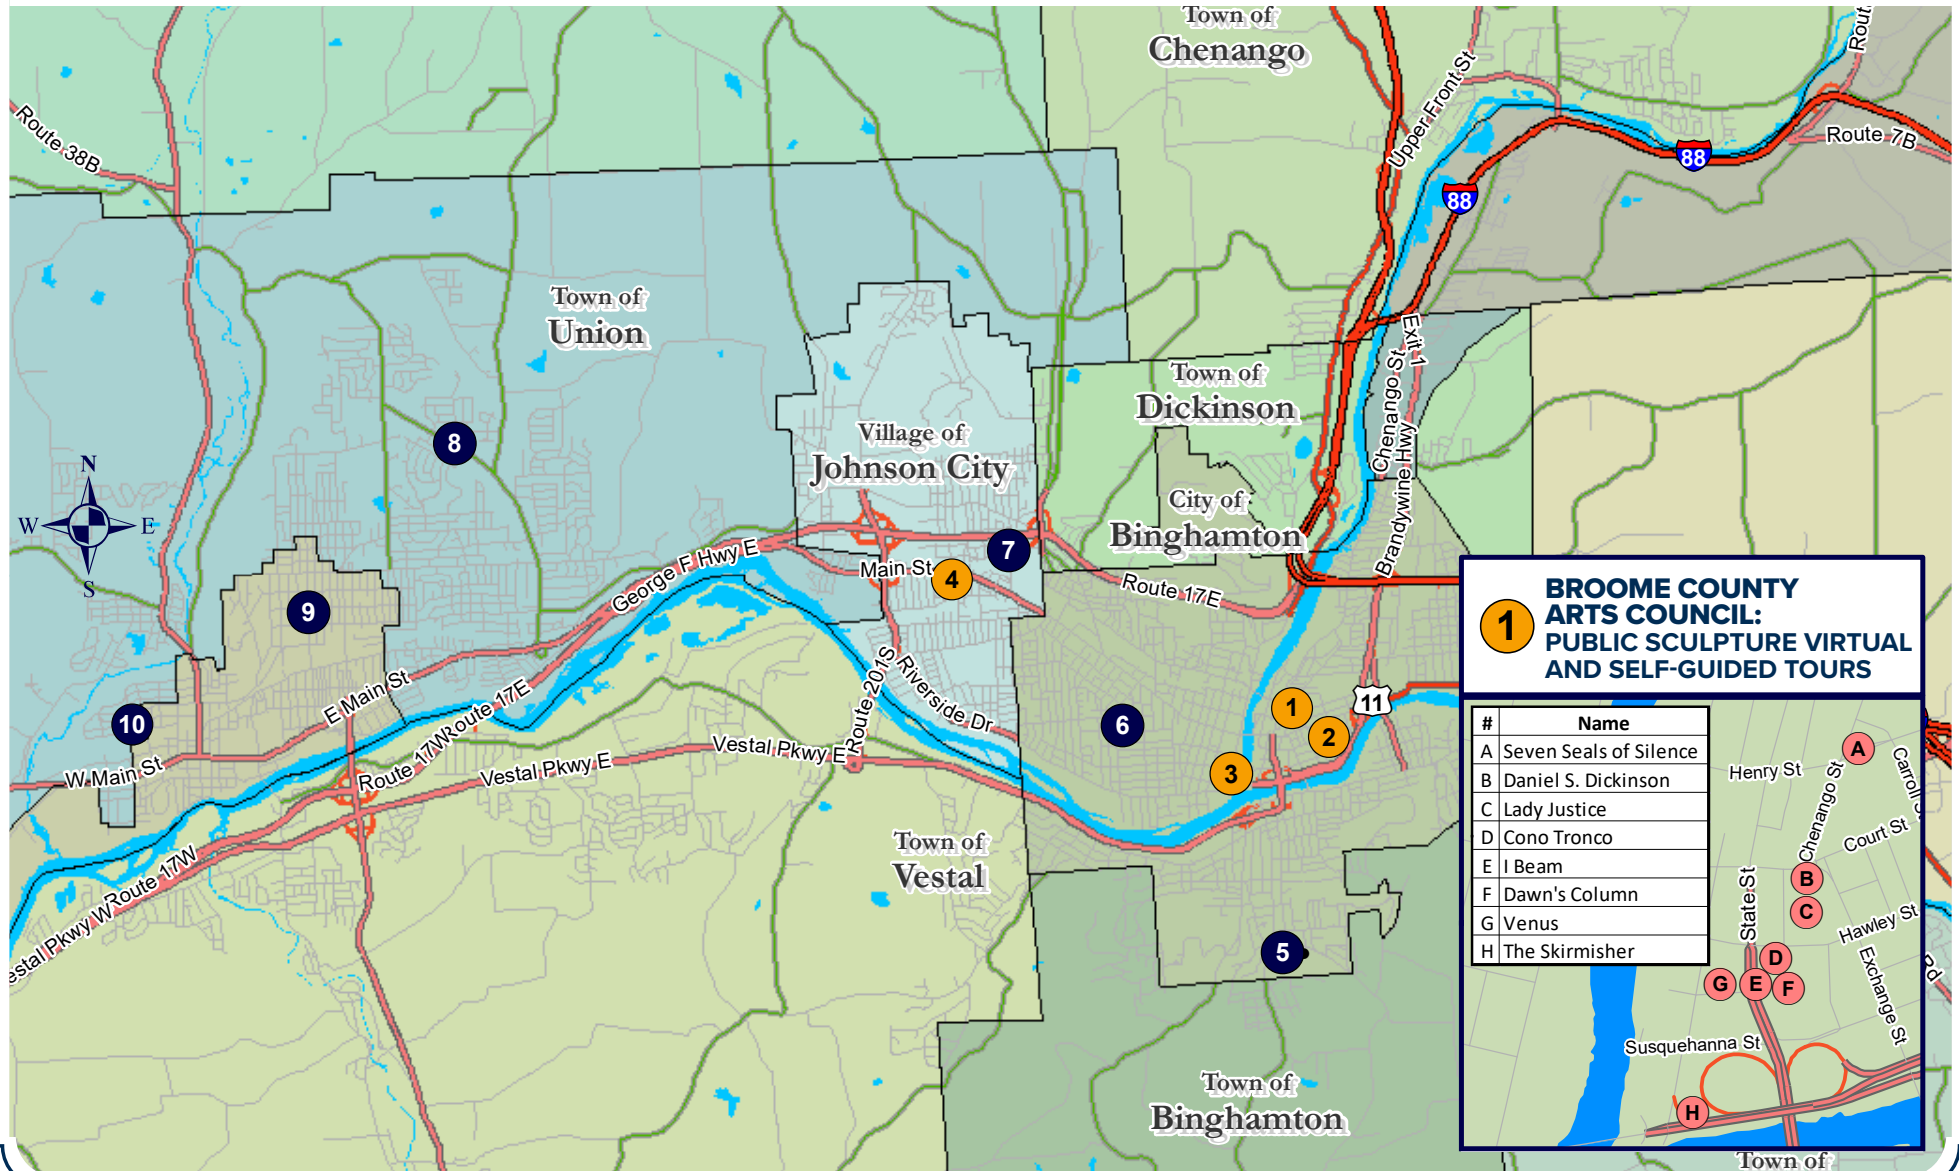 Town of
Chenango
Upper Front St
Rout
Route 38B
88
Route 7B
88
Town of
Union
Exit 1
Chenango St
Brandywine Hwy
Town of
Dickinson
Village of
Johnson City
8
City of
Binghamton
N
W
E
S
7
George F Hwy E
Main St
4
Route 17E
9
BROOME COUNTY
1
ARTS COUNCIL:
PUBLIC SCULPTURE VIRTUAL
AND SELF-GUIDED TOURS
E Main St
Route 17E
Route 201S
Riverside Dr
11
1
2
3
6
10
W Main St
Route 17W
Vestal Pkwy E
Vestal Pkwy E
Town of
Vestal
Route 17W
estal Pkwy W
5
Town of
Binghamton
# Name
A Seven Seals of Silence
B Daniel S. Dickinson
C Lady Justice
D Cono Tronco
E I Beam
F Dawn's Column
G Venus
H The Skirmisher
A
Henry St
Carroll S
Chenango St
Court St
B
C
State St
Hawley St
D
G
E
F
Exchange St
Rd
Susquehanna St
H
Town of